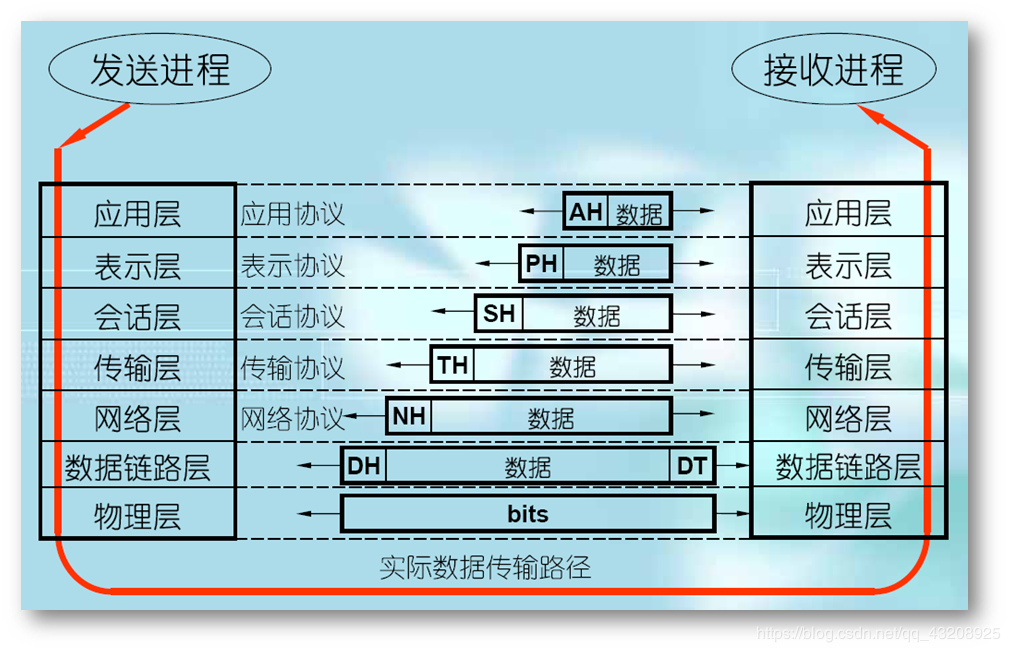 发送进程 接收进程
应用层 应用协议 AH 数据 应用层
表示层 表示协议 PH 数据 表示层
会话层 会话协议 SH 数据 会话层
传输层 传输协议 TH 数据 传输层
网络层 网络协议 NH 数据 网络层
数据链路层 DH 数据 DT 数据链路层
物理层 bits 物理层
实际数据传输路径
https://blog.csdn.net/qq_43208925